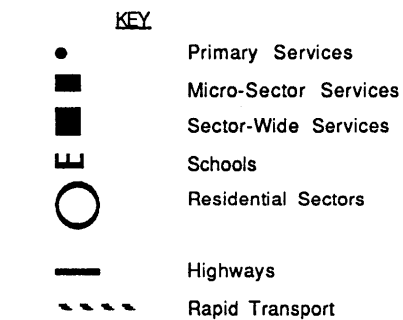 KEY
Primary Services
Micro-Sector Services
Sector-Wide Services
Schools
Residential Sectors
Highways
Rapid Transport